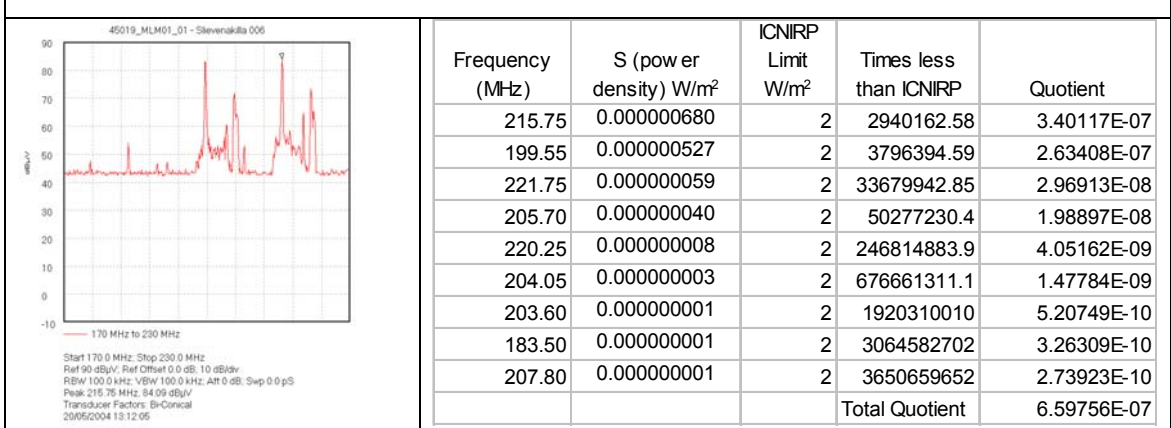 45019_MLM01_01 - Slievenakilla 006
90
80
70
60
50
40
30
20
10
0
-10
dBµV
170 MHz to 230 MHz
Start 170.0 MHz; Stop 230.0 MHz
Ref 90 dBµV; Ref Offset 0.0 dB; 10 dB/div
RBW 100.0 kHz; VBW 100.0 kHz; Att 0 dB; Swp 0.0 pS
Peak 215.75 MHz, 84.09 dBµV
Transducer Factors: Bi-Conical
20/05/2004 13:12:05
Frequency (MHz) S (power density) W/m² ICNIRP Limit W/m² Times less than ICNIRP Quotient
215.75 0.000000680 2 2940162.58 3.40117E-07
199.55 0.000000527 2 3796394.59 2.63408E-07
221.75 0.000000059 2 33679942.85 2.96913E-08
205.70 0.000000040 2 50277230.4 1.98897E-08
220.25 0.000000008 2 246814883.9 4.05162E-09
204.05 0.000000003 2 676661311.1 1.47784E-09
203.60 0.000000001 2 1920310010 5.20749E-10
183.50 0.000000001 2 3064582702 3.26309E-10
207.80 0.000000001 2 3650659652 2.73923E-10
Total Quotient 6.59756E-07